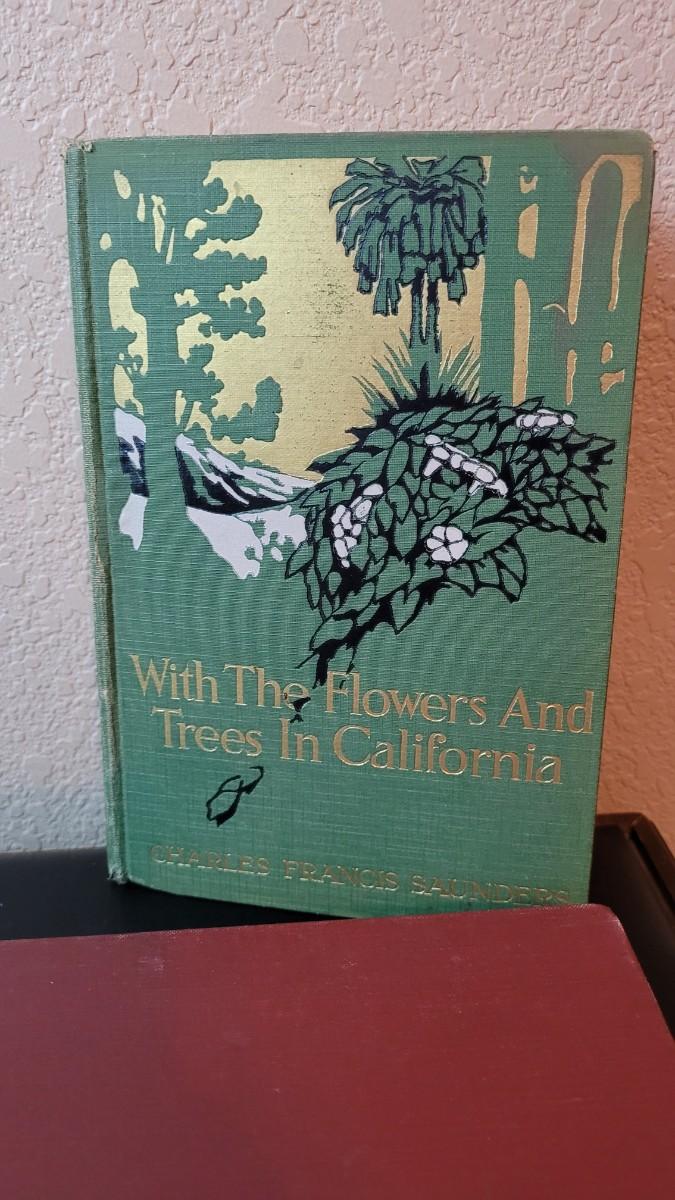 With The Flowers And
Trees In California
CHARLES FRANCIS SAUNDERS